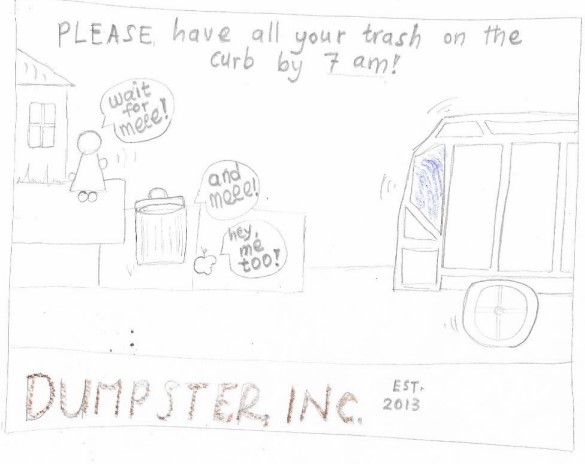 PLEASE have all your trash on the
curb by 7 am!
wait
for
meee!
and
meee!
hey,
me
too!
DUMPSTER, INC.
EST.
2013